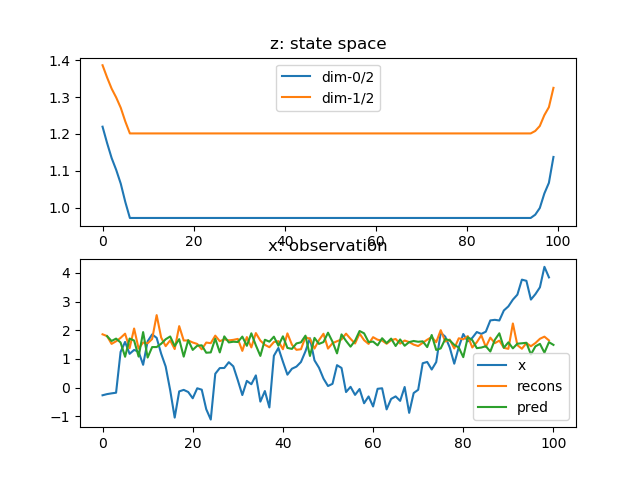 z: state space
1.4
1.3
1.2
1.1
1.0
dim-0/2
dim-1/2
0 20 40 60 80 100
x: observation
4
3
2
1
0
−1
x
recons
pred
0 20 40 60 80 100